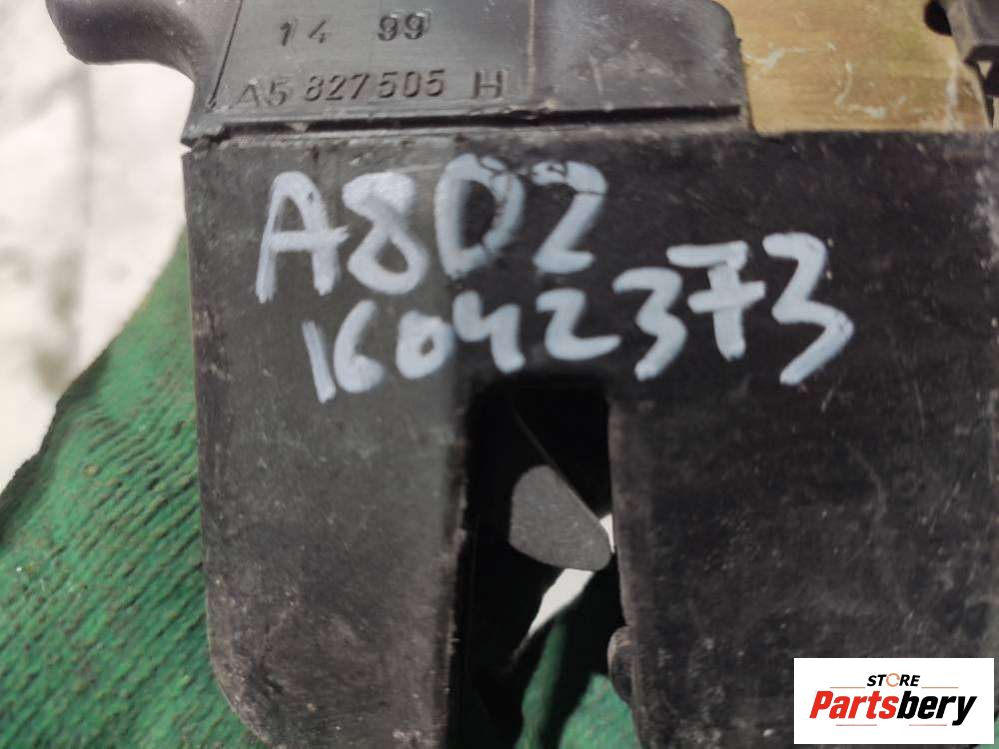 14 99
A5 827505 H
A8D2
16042373
STORE
Partsbery